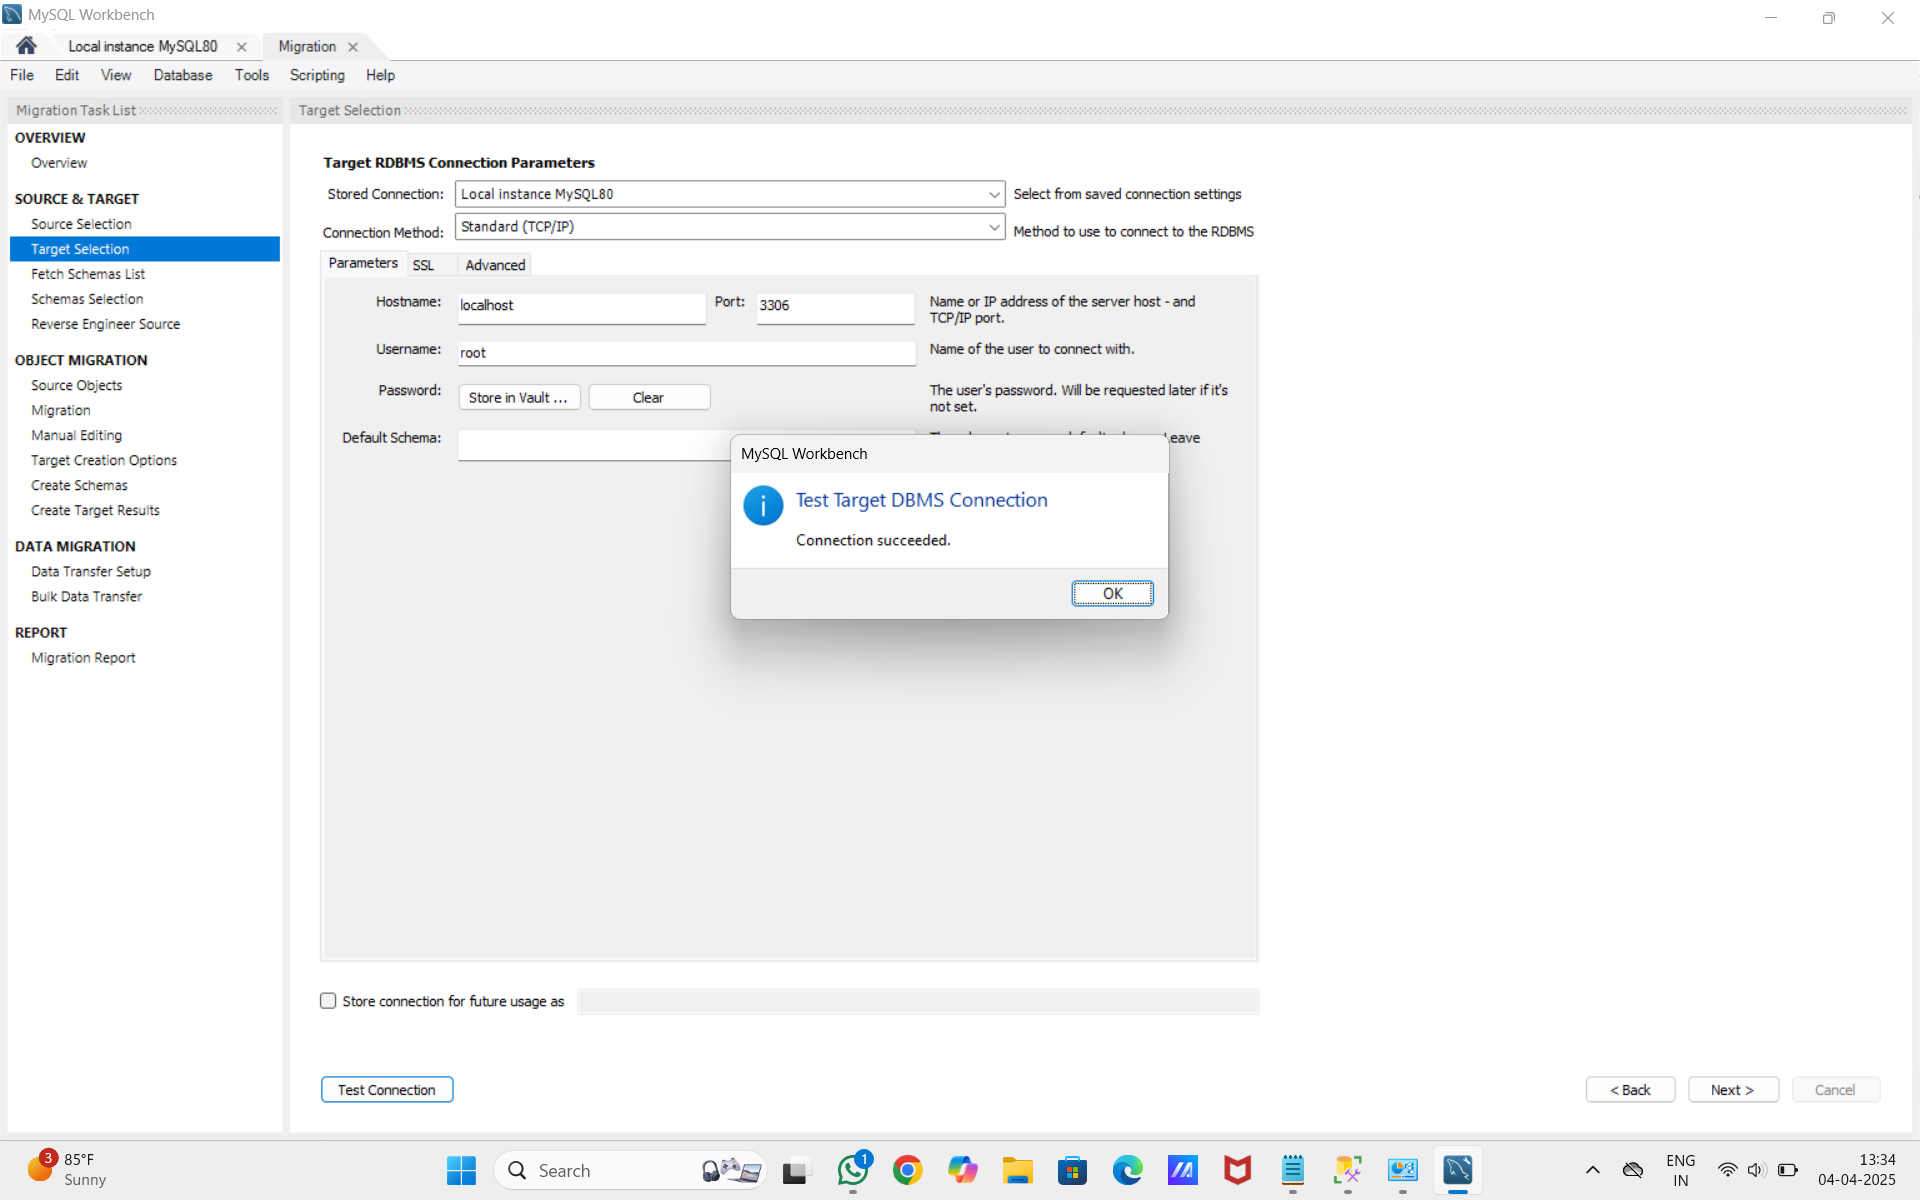 MySQL Workbench
Local instance MySQL80
Migration
File Edit View Database Tools Scripting Help
Migration Task List
OVERVIEW
Overview
SOURCE & TARGET
Source Selection
Target Selection
Fetch Schemas List
Schemas Selection
Reverse Engineer Source
OBJECT MIGRATION
Source Objects
Migration
Manual Editing
Target Creation Options
Create Schemas
Create Target Results
DATA MIGRATION
Data Transfer Setup
Bulk Data Transfer
REPORT
Migration Report
Target Selection
Target RDBMS Connection Parameters
Stored Connection: Local instance MySQL80 Select from saved connection settings
Connection Method: Standard (TCP/IP) Method to use to connect to the RDBMS
Parameters SSL Advanced
Hostname: localhost Port: 3306 Name or IP address of the server host - and
TCP/IP port.
Username: root Name of the user to connect with.
Password: Store in Vault ... Clear The user's password. Will be requested later if it's
not set.
Default Schema:
MySQL Workbench
Test Target DBMS Connection
Connection succeeded.
OK
Store connection for future usage as
Test Connection
< Back Next > Cancel
3
85°F
Sunny
Search
1
ENG
IN
13:34
04-04-2025